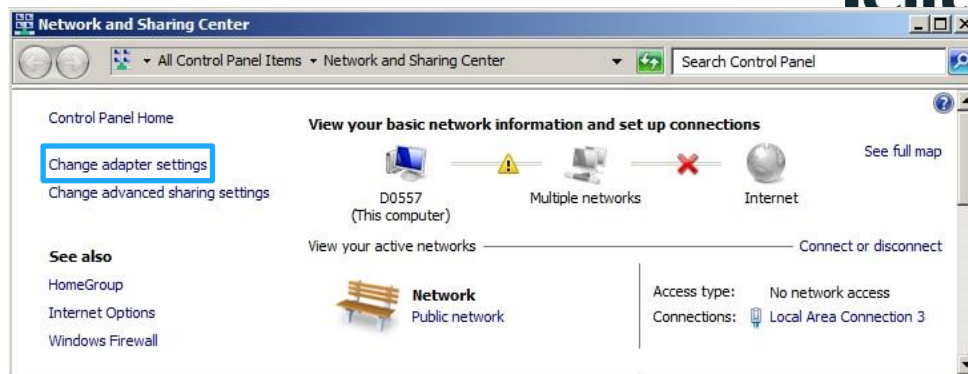 Network and Sharing Center
All Control Panel Items Network and Sharing Center Search Control Panel
Control Panel Home
Change adapter settings
Change advanced sharing settings
See also
HomeGroup
Internet Options
Windows Firewall
View your basic network information and set up connections
See full map
D0557
(This computer)
Multiple networks
Internet
View your active networks
Connect or disconnect
Network
Public network
Access type: No network access
Connections: Local Area Connection 3